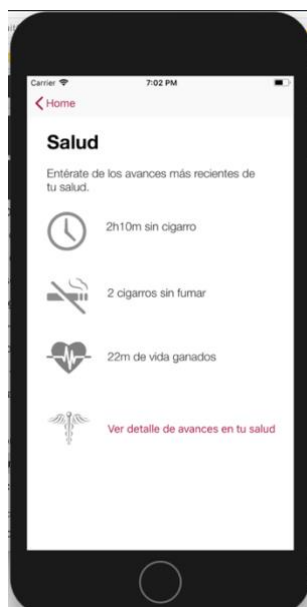 Carrier 7:02 PM
Home
Salud
Entérate de los avances más recientes de
tu salud.
2h10m sin cigarro
2 cigarros sin fumar
22m de vida ganados
Ver detalle de avances en tu salud